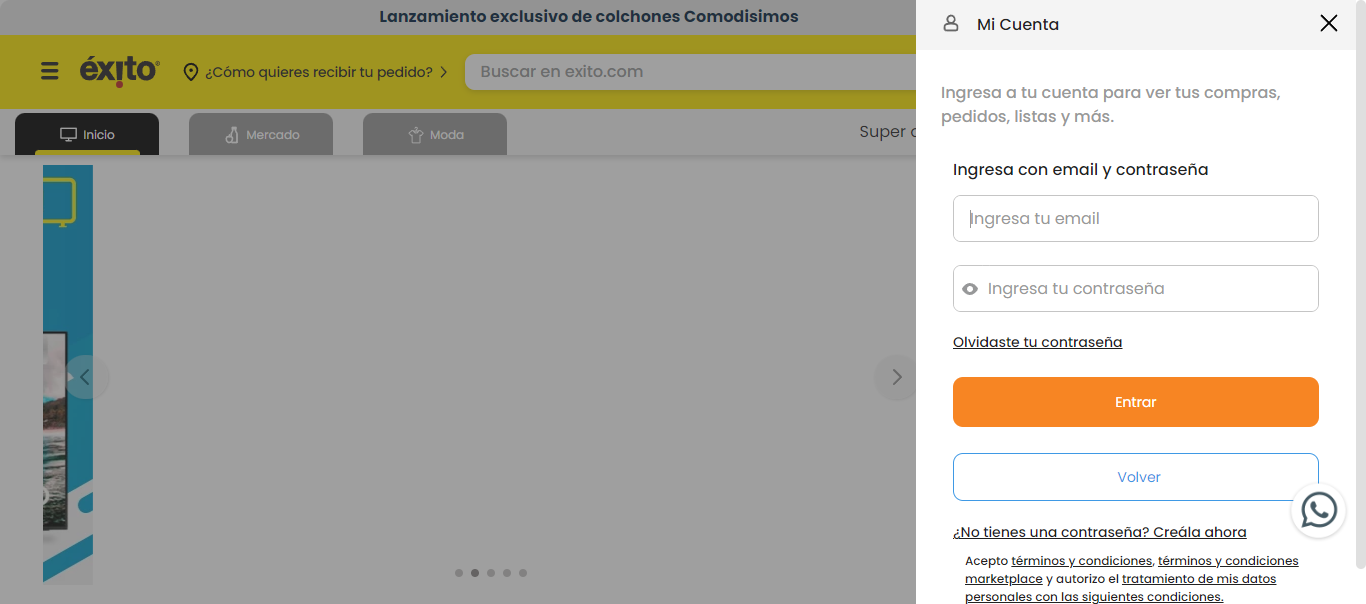 Lanzamiento exclusivo de colchones Comodisimos
éxito
¿Cómo quieres recibir tu pedido?
Buscar en exito.com
Inicio
Mercado
Moda
Super
Mi Cuenta
Ingresa a tu cuenta para ver tus compras,
pedidos, listas y más.
Ingresa con email y contraseña
Ingresa tu email
Ingresa tu contraseña
Olvidaste tu contraseña
Entrar
Volver
¿No tienes una contraseña? Creála ahora
Acepto términos y condiciones, términos y condiciones
marketplace y autorizo el tratamiento de mis datos
personales con las siguientes condiciones.